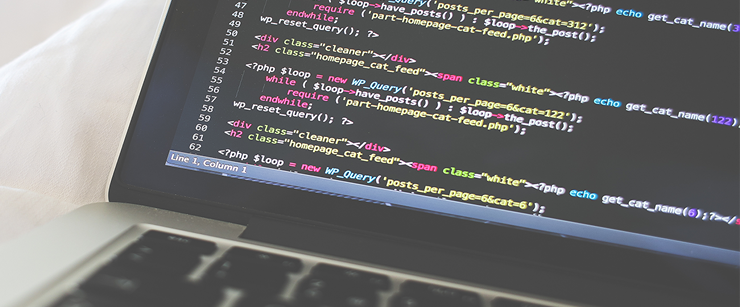 white"><?php echo get_cat_name(3
_Query('posts_per_page=6&cat=312');
$loop->have_posts() ) : $loop->the_post();
require ('part-homepage-cat-feed.php');
47 endwhile;
48 wp_reset_query(); ?>
49
50 <div class="cleaner"></div>
51 <h2 class="homepage_cat_feed"><span class="white"><?php echo get_cat_name(122);
52
53 <?php $loop = new WP_Query('posts_per_page=6&cat=122');
54 while ( $loop->have_posts() ) : $loop->the_post();
55 require ('part-homepage-cat-feed.php');
56 endwhile;
57 wp_reset_query(); ?>
58
59 <div class="cleaner"></div>
60 <h2 class="homepage_cat_feed"><span class="white"><?php echo get_cat_name(6);?></s
61
62 <?php $loop = new WP_Query('posts_per_page=6&cat=6');
Line 1, Column 1